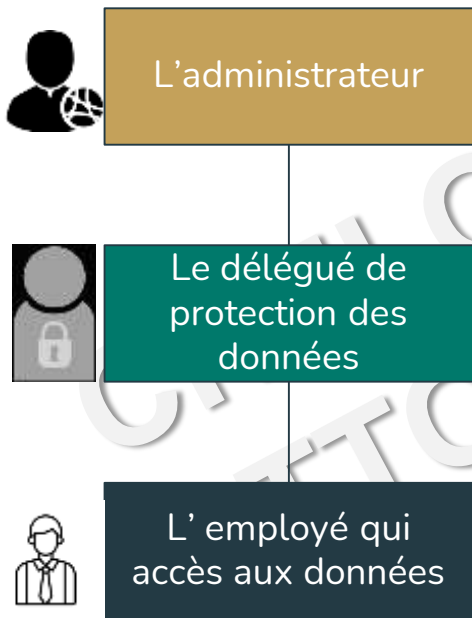 L’administrateur
Le délégué de
protection des
données
L’ employé qui
accès aux données